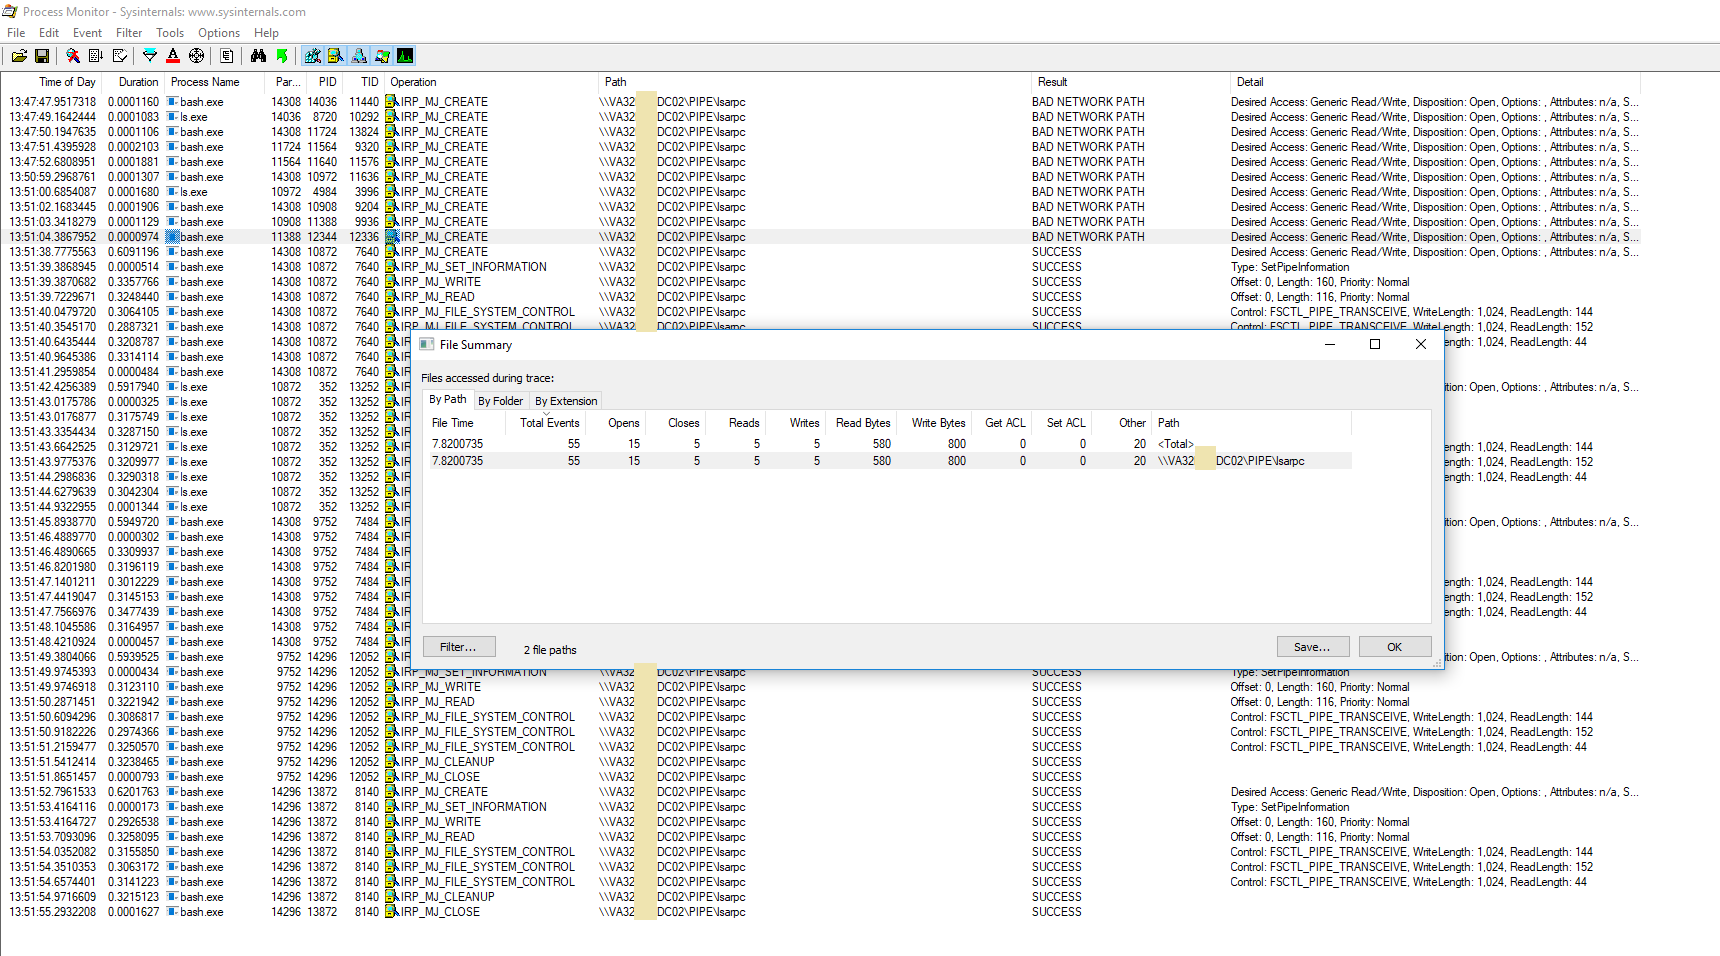 Process Monitor - Sysinternals: www.sysinternals.com
File Edit Event Filter Tools Options Help
Time of Day Duration Process Name Par... PID TID Operation Path Result Detail
13:47:47.9517318 0.0001160 bash.exe 14308 14036 11440 IRP_MJ_CREATE \\VA32 DC02\PIPE\lsarpc BAD NETWORK PATH Desired Access: Generic Read/Write, Disposition: Open, Options: , Attributes: n/a, S...
13:47:49.1642444 0.0001083 ls.exe 14036 8720 10292 IRP_MJ_CREATE \\VA32 DC02\PIPE\lsarpc BAD NETWORK PATH Desired Access: Generic Read/Write, Disposition: Open, Options: , Attributes: n/a, S...
13:47:50.1947635 0.0001106 bash.exe 14308 11724 13824 IRP_MJ_CREATE \\VA32 DC02\PIPE\lsarpc BAD NETWORK PATH Desired Access: Generic Read/Write, Disposition: Open, Options: , Attributes: n/a, S...
13:47:51.4395928 0.0002103 bash.exe 11724 11564 9320 IRP_MJ_CREATE \\VA32 DC02\PIPE\lsarpc BAD NETWORK PATH Desired Access: Generic Read/Write, Disposition: Open, Options: , Attributes: n/a, S...
13:47:52.6808951 0.0001881 bash.exe 11564 11640 11576 IRP_MJ_CREATE \\VA32 DC02\PIPE\lsarpc BAD NETWORK PATH Desired Access: Generic Read/Write, Disposition: Open, Options: , Attributes: n/a, S...
13:50:59.2968761 0.0001307 bash.exe 14308 10972 11636 IRP_MJ_CREATE \\VA32 DC02\PIPE\lsarpc BAD NETWORK PATH Desired Access: Generic Read/Write, Disposition: Open, Options: , Attributes: n/a, S...
13:51:00.6854087 0.0001680 ls.exe 10972 4984 3996 IRP_MJ_CREATE \\VA32 DC02\PIPE\lsarpc BAD NETWORK PATH Desired Access: Generic Read/Write, Disposition: Open, Options: , Attributes: n/a, S...
13:51:02.1683445 0.0001906 bash.exe 14308 10908 9204 IRP_MJ_CREATE \\VA32 DC02\PIPE\lsarpc BAD NETWORK PATH Desired Access: Generic Read/Write, Disposition: Open, Options: , Attributes: n/a, S...
13:51:03.3418279 0.0001129 bash.exe 10908 11388 9936 IRP_MJ_CREATE \\VA32 DC02\PIPE\lsarpc BAD NETWORK PATH Desired Access: Generic Read/Write, Disposition: Open, Options: , Attributes: n/a, S...
13:51:04.3867952 0.0000974 bash.exe 11388 12344 12336 IRP_MJ_CREATE \\VA32 DC02\PIPE\lsarpc BAD NETWORK PATH Desired Access: Generic Read/Write, Disposition: Open, Options: , Attributes: n/a, S...
13:51:38.7775563 0.6091196 bash.exe 14308 10872 7640 IRP_MJ_CREATE \\VA32 DC02\PIPE\lsarpc SUCCESS Desired Access: Generic Read/Write, Disposition: Open, Options: , Attributes: n/a, S...
13:51:39.3868945 0.0000514 bash.exe 14308 10872 7640 IRP_MJ_SET_INFORMATION \\VA32 DC02\PIPE\lsarpc SUCCESS Type: SetPipeInformation
13:51:39.3870682 0.3357766 bash.exe 14308 10872 7640 IRP_MJ_WRITE \\VA32 DC02\PIPE\lsarpc SUCCESS Offset: 0, Length: 160, Priority: Normal
13:51:39.7229671 0.3248440 bash.exe 14308 10872 7640 IRP_MJ_READ \\VA32 DC02\PIPE\lsarpc SUCCESS Offset: 0, Length: 116, Priority: Normal
13:51:40.0479720 0.3064105 bash.exe 14308 10872 7640 IRP_MJ_FILE_SYSTEM_CONTROL \\VA32 DC02\PIPE\lsarpc SUCCESS Control: FSCTL_PIPE_TRANSCEIVE, WriteLength: 1,024, ReadLength: 144
13:51:40.3545170 0.2887321 bash.exe 14308 10872 7640 IRP_MJ_FILE_SYSTEM_CONTROL \\VA32 DC02\PIPE\lsarpc SUCCESS Control: FSCTL_PIPE_TRANSCEIVE, WriteLength: 1,024, ReadLength: 152
13:51:40.6435444 0.3208787 bash.exe 14308 10872 7640 ength: 1,024, ReadLength: 44
13:51:40.9645386 0.3314114 bash.exe 14308 10872 7640
13:51:41.2959854 0.0000484 bash.exe 14308 10872 7640
13:51:42.4256389 0.5917940 ls.exe 10872 352 13252 ition: Open, Options: , Attributes: n/a, S...
13:51:43.0175786 0.0000325 ls.exe 10872 352 13252
13:51:43.0176877 0.3175749 ls.exe 10872 352 13252
13:51:43.3354434 0.3287150 ls.exe 10872 352 13252
13:51:43.6642525 0.3129721 ls.exe 10872 352 13252 ength: 1,024, ReadLength: 144
13:51:43.9775376 0.3209977 ls.exe 10872 352 13252 ength: 1,024, ReadLength: 152
13:51:44.2986836 0.3290318 ls.exe 10872 352 13252 ength: 1,024, ReadLength: 44
13:51:44.6279639 0.3042304 ls.exe 10872 352 13252
13:51:44.9322955 0.0001344 ls.exe 10872 352 13252
13:51:45.8938770 0.5949720 bash.exe 14308 9752 7484 ition: Open, Options: , Attributes: n/a, S...
13:51:46.4889770 0.0000302 bash.exe 14308 9752 7484
13:51:46.4890665 0.3309937 bash.exe 14308 9752 7484
13:51:46.8201980 0.3196119 bash.exe 14308 9752 7484
13:51:47.1401211 0.3012229 bash.exe 14308 9752 7484 ength: 1,024, ReadLength: 144
13:51:47.4419047 0.3145153 bash.exe 14308 9752 7484 ength: 1,024, ReadLength: 152
13:51:47.7566976 0.3477439 bash.exe 14308 9752 7484 ength: 1,024, ReadLength: 44
13:51:48.1045586 0.3164957 bash.exe 14308 9752 7484
13:51:48.4210924 0.0000457 bash.exe 14308 9752 7484
13:51:49.3804066 0.5939525 bash.exe 9752 14296 12052 ition: Open, Options: , Attributes: n/a, S...
13:51:49.9745393 0.0000434 bash.exe 9752 14296 12052 IRP_MJ_SET_INFORMATION \\VA32 DC02\PIPE\lsarpc SUCCESS Type: SetPipeInformation
13:51:49.9746918 0.3123110 bash.exe 9752 14296 12052 IRP_MJ_WRITE \\VA32 DC02\PIPE\lsarpc SUCCESS Offset: 0, Length: 160, Priority: Normal
13:51:50.2871451 0.3221942 bash.exe 9752 14296 12052 IRP_MJ_READ \\VA32 DC02\PIPE\lsarpc SUCCESS Offset: 0, Length: 116, Priority: Normal
13:51:50.6094296 0.3086817 bash.exe 9752 14296 12052 IRP_MJ_FILE_SYSTEM_CONTROL \\VA32 DC02\PIPE\lsarpc SUCCESS Control: FSCTL_PIPE_TRANSCEIVE, WriteLength: 1,024, ReadLength: 144
13:51:50.9182226 0.2974366 bash.exe 9752 14296 12052 IRP_MJ_FILE_SYSTEM_CONTROL \\VA32 DC02\PIPE\lsarpc SUCCESS Control: FSCTL_PIPE_TRANSCEIVE, WriteLength: 1,024, ReadLength: 152
13:51:51.2159477 0.3250570 bash.exe 9752 14296 12052 IRP_MJ_FILE_SYSTEM_CONTROL \\VA32 DC02\PIPE\lsarpc SUCCESS Control: FSCTL_PIPE_TRANSCEIVE, WriteLength: 1,024, ReadLength: 44
13:51:51.5412414 0.3238465 bash.exe 9752 14296 12052 IRP_MJ_CLEANUP \\VA32 DC02\PIPE\lsarpc SUCCESS
13:51:51.8651457 0.0000793 bash.exe 9752 14296 12052 IRP_MJ_CLOSE \\VA32 DC02\PIPE\lsarpc SUCCESS
13:51:52.7961533 0.6201763 bash.exe 14296 13872 8140 IRP_MJ_CREATE \\VA32 DC02\PIPE\lsarpc SUCCESS Desired Access: Generic Read/Write, Disposition: Open, Options: , Attributes: n/a, S...
13:51:53.4164116 0.0000173 bash.exe 14296 13872 8140 IRP_MJ_SET_INFORMATION \\VA32 DC02\PIPE\lsarpc SUCCESS Type: SetPipeInformation
13:51:53.4164727 0.2926538 bash.exe 14296 13872 8140 IRP_MJ_WRITE \\VA32 DC02\PIPE\lsarpc SUCCESS Offset: 0, Length: 160, Priority: Normal
13:51:53.7093096 0.3258095 bash.exe 14296 13872 8140 IRP_MJ_READ \\VA32 DC02\PIPE\lsarpc SUCCESS Offset: 0, Length: 116, Priority: Normal
13:51:54.0352082 0.3155850 bash.exe 14296 13872 8140 IRP_MJ_FILE_SYSTEM_CONTROL \\VA32 DC02\PIPE\lsarpc SUCCESS Control: FSCTL_PIPE_TRANSCEIVE, WriteLength: 1,024, ReadLength: 144
13:51:54.3510353 0.3063172 bash.exe 14296 13872 8140 IRP_MJ_FILE_SYSTEM_CONTROL \\VA32 DC02\PIPE\lsarpc SUCCESS Control: FSCTL_PIPE_TRANSCEIVE, WriteLength: 1,024, ReadLength: 152
13:51:54.6574401 0.3141223 bash.exe 14296 13872 8140 IRP_MJ_FILE_SYSTEM_CONTROL \\VA32 DC02\PIPE\lsarpc SUCCESS Control: FSCTL_PIPE_TRANSCEIVE, WriteLength: 1,024, ReadLength: 44
13:51:54.9716609 0.3215123 bash.exe 14296 13872 8140 IRP_MJ_CLEANUP \\VA32 DC02\PIPE\lsarpc SUCCESS
13:51:55.2932208 0.0001627 bash.exe 14296 13872 8140 IRP_MJ_CLOSE \\VA32 DC02\PIPE\lsarpc SUCCESS
File Summary
Files accessed during trace:
By Path By Folder By Extension
File Time Total Events Opens Closes Reads Writes Read Bytes Write Bytes Get ACL Set ACL Other Path
7.8200735 55 15 5 5 5 580 800 0 0 20 <Total>
7.8200735 55 15 5 5 5 580 800 0 0 20 \\VA32 DC02\PIPE\lsarpc
Filter... 2 file paths Save... OK